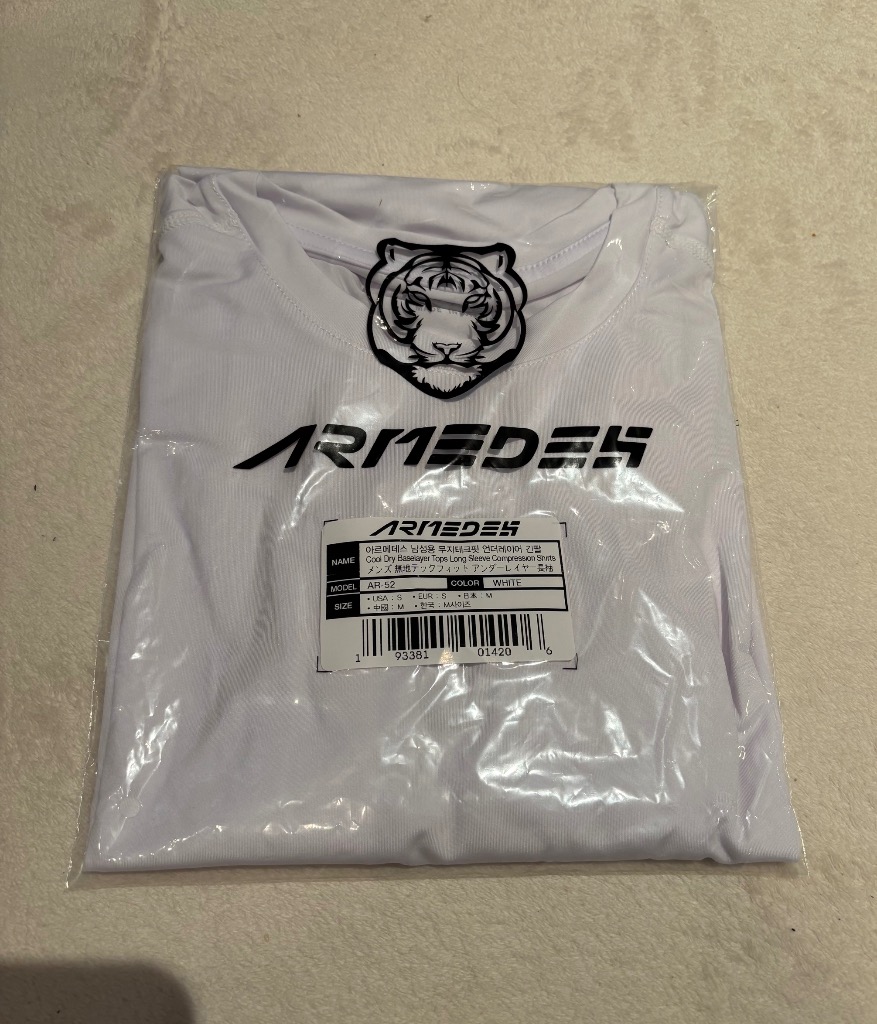 ARMEDES
ARMEDES
NAME
아르메데스 남성용 무지테크핏 언더레이어 긴팔
Cool Dry Baselayer Tops Long Sleeve Compression Shirts
メンズ 無地テックフィット アンダーレイヤー 長袖
MODEL AR-52 COLOR WHITE
SIZE
• USA : S • EUR : S • 日本 : M
• 中國 : M • 한국 : M사이즈
1 93381 01420 6